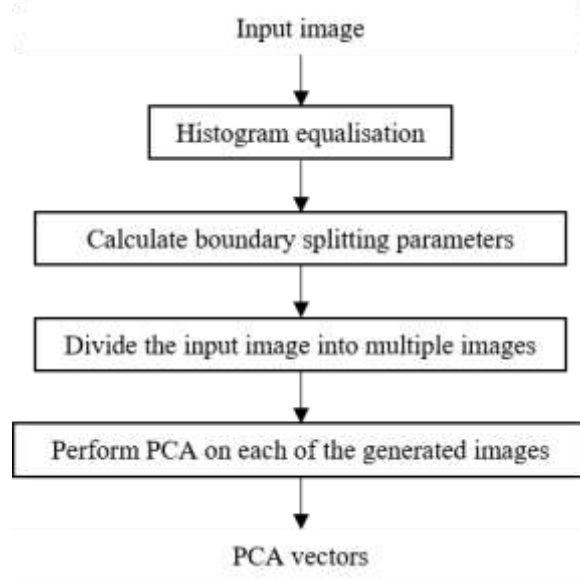 Input image
Histogram equalisation
Calculate boundary splitting parameters
Divide the input image into multiple images
Perform PCA on each of the generated images
PCA vectors